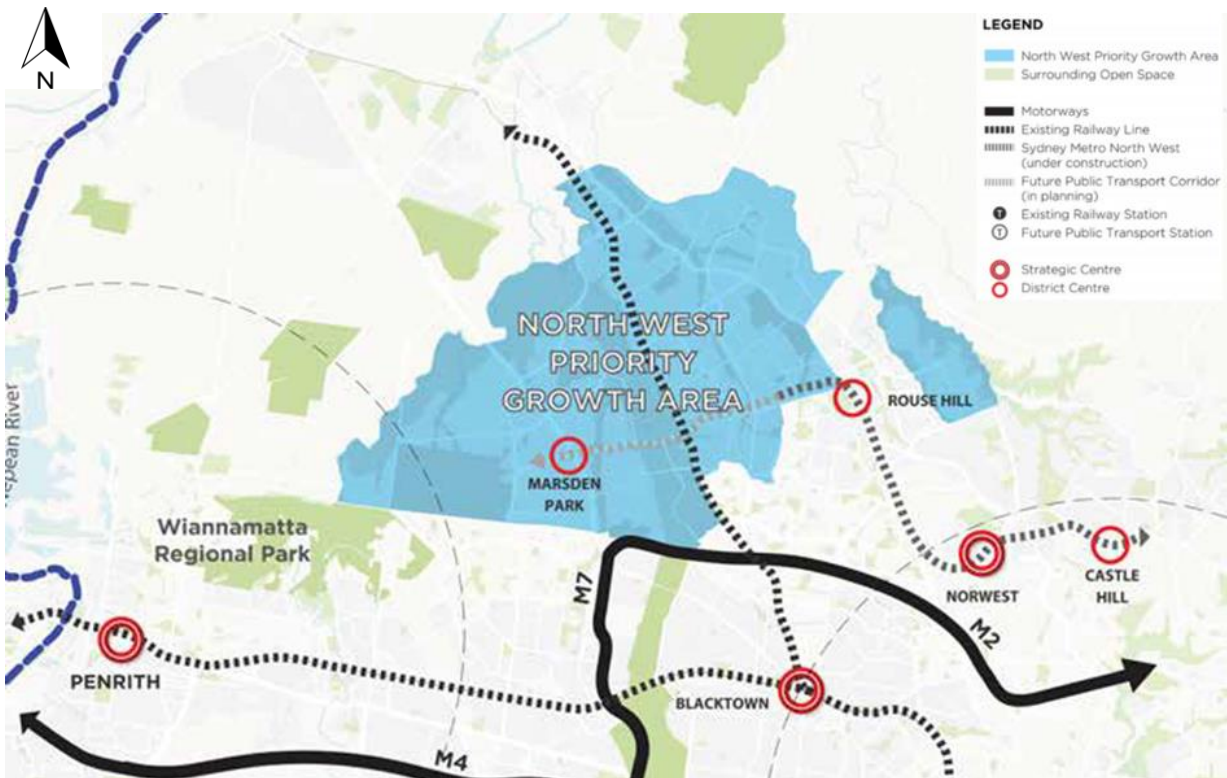 N
LEGEND
North West Priority Growth Area
Surrounding Open Space
Motorways
Existing Railway Line
Sydney Metro North West
(under construction)
Future Public Transport Corridor
(in planning)
T Existing Railway Station
T Future Public Transport Station
Strategic Centre
District Centre
NORTH WEST
PRIORITY
GROWTH AREA
ROUSE HILL
MARSDEN
PARK
epean River
Wiannamatta
Regional Park
NORWEST
CASTLE
HILL
M7
M2
PENRITH
BLACKTOWN
M4